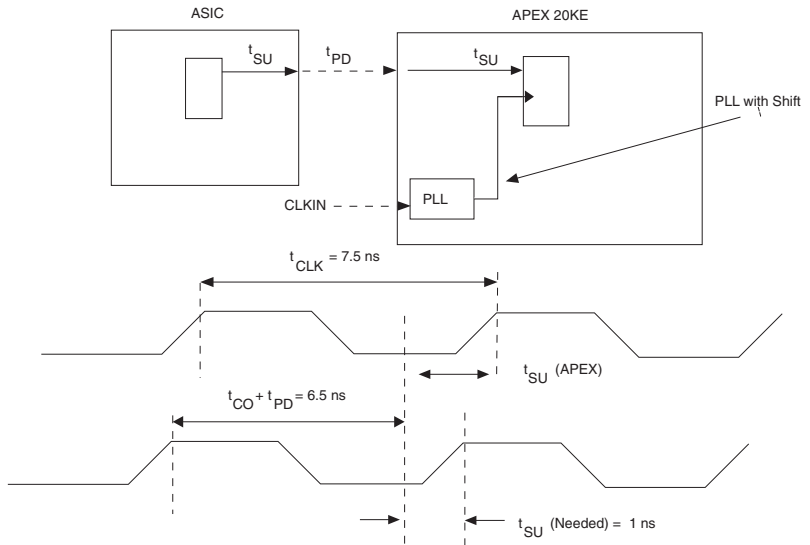 ASIC
APEX 20KE
tSU
tPD
tSU
PLL with Shift
CLKIN
PLL
tCLK = 7.5 ns
tSU (APEX)
tCO + tPD = 6.5 ns
tSU (Needed) = 1 ns